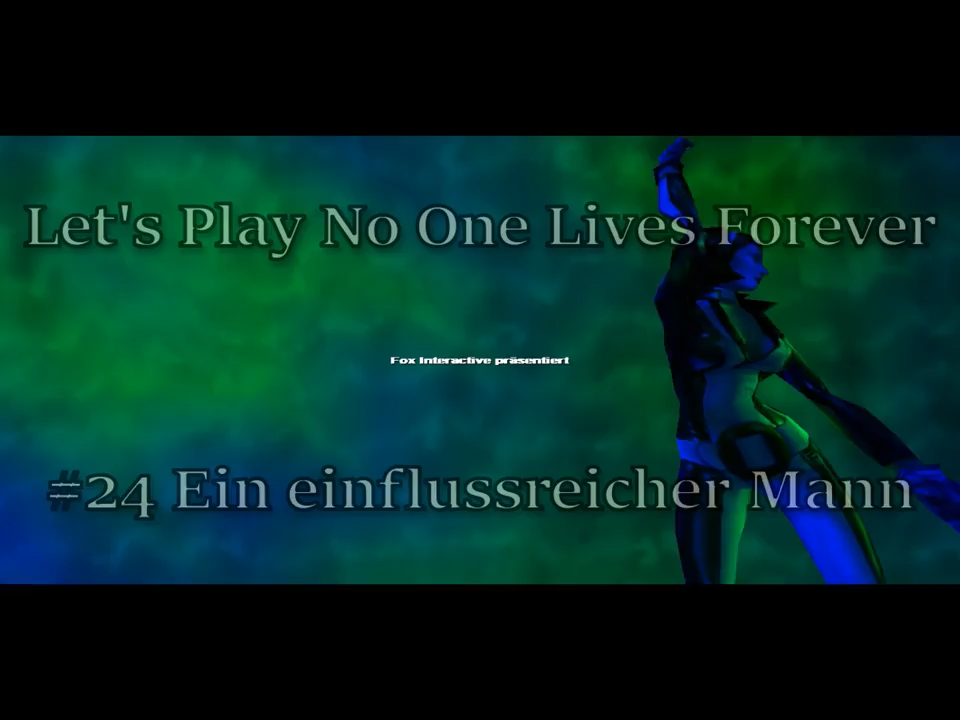 Let's Play No One Lives Forever
Fox Interactive präsentiert
#24 Ein einflussreicher Mann